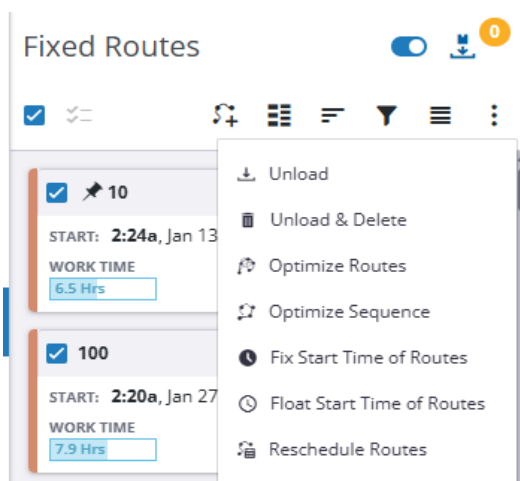 Fixed Routes
0
10
START: 2:24a, Jan 13
WORK TIME
6.5 Hrs
100
START: 2:20a, Jan 27
WORK TIME
7.9 Hrs
Unload
Unload & Delete
Optimize Routes
Optimize Sequence
Fix Start Time of Routes
Float Start Time of Routes
Reschedule Routes